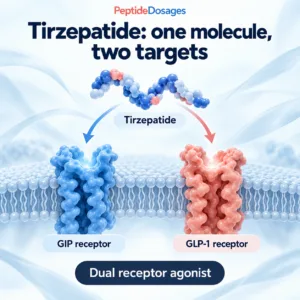 PeptideDosages
Tirzepatide: one molecule,
two targets
Tirzepatide
GIP receptor
GLP-1 receptor
Dual receptor agonist